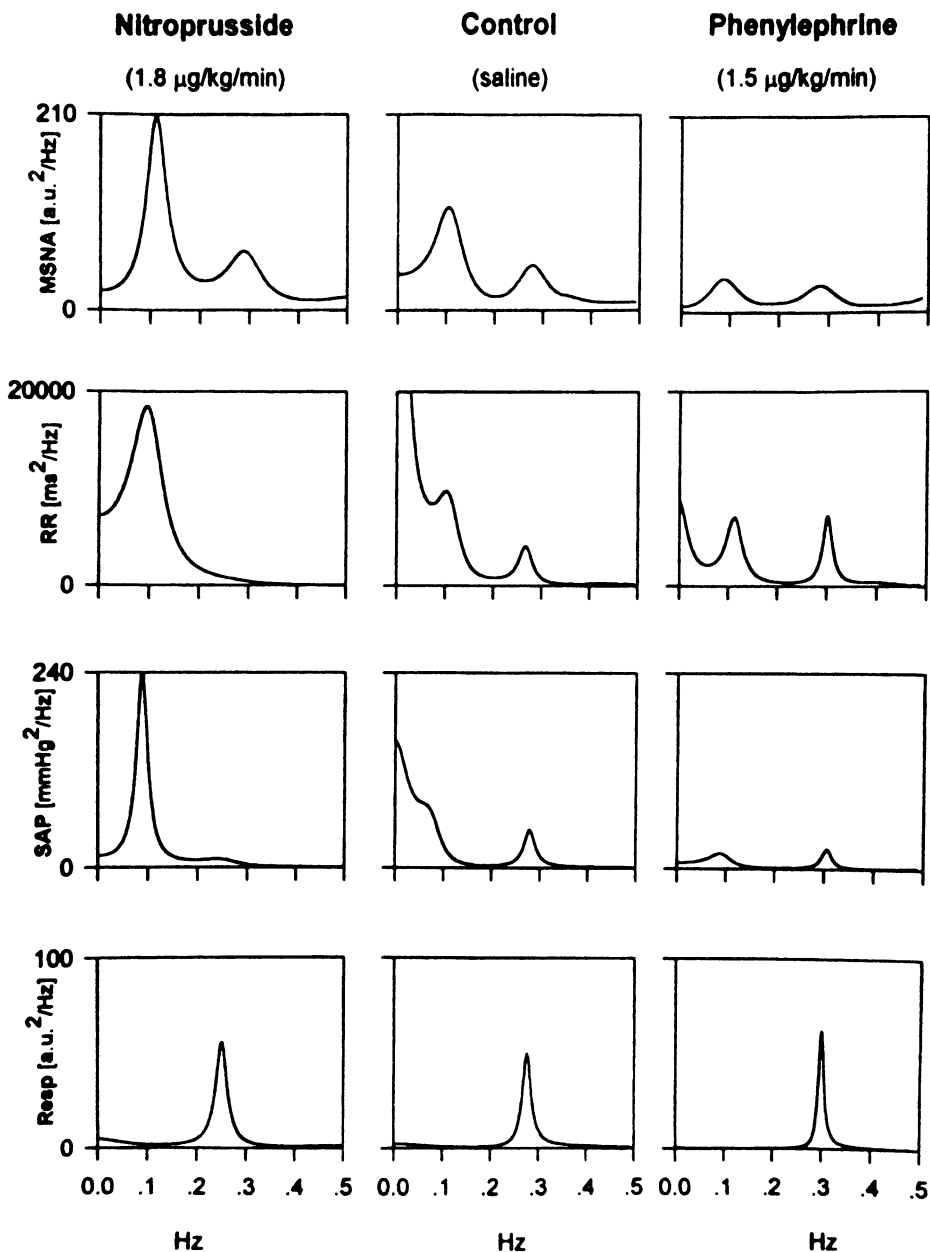 Nitroprusside Control Phenylephrine
(1.8 µg/kg/min) (saline) (1.5 µg/kg/min)
210
MSNA [a.u.²/Hz]
0
20000
RR [ms²/Hz]
0
240
SAP [mmHg²/Hz]
0
100
Resp [a.u.²/Hz]
0
0.0 .1 .2 .3 .4 .5 0.0 .1 .2 .3 .4 .5 0.0 .1 .2 .3 .4 .5
Hz Hz Hz